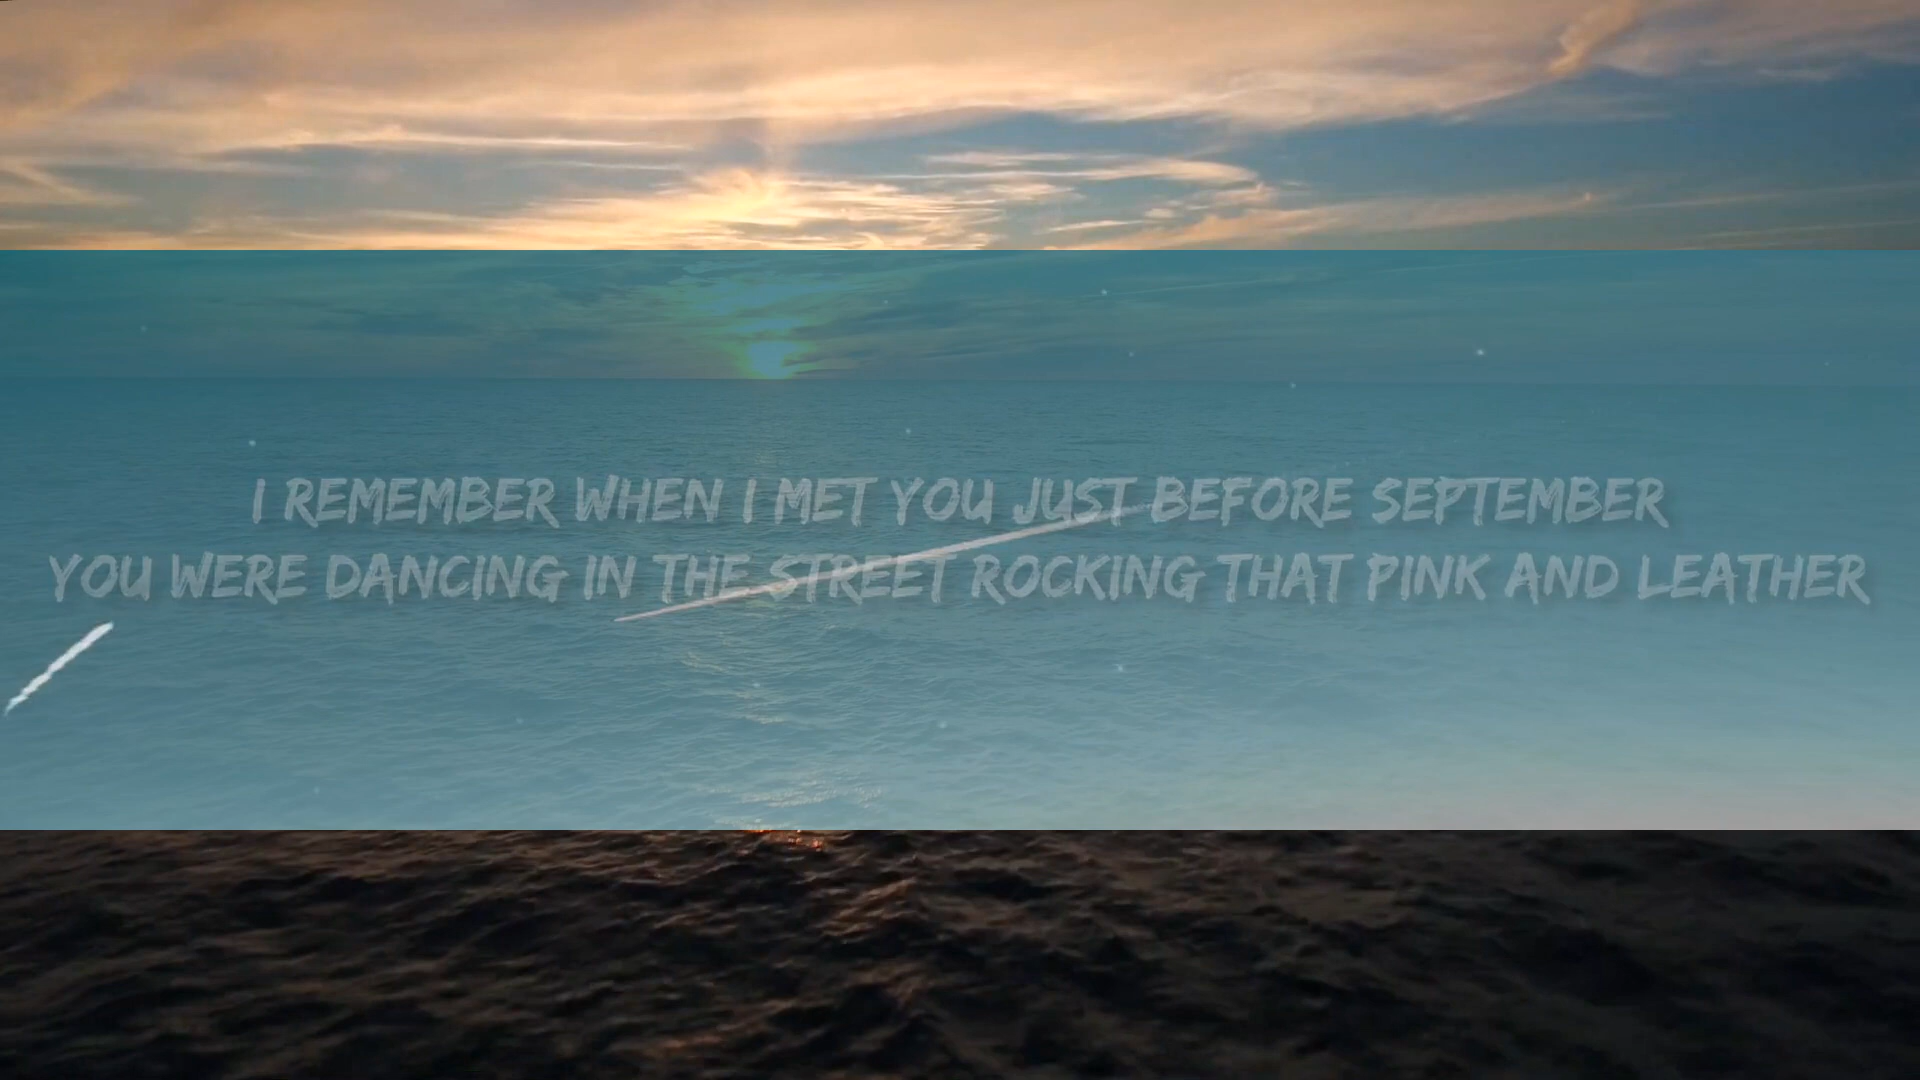 I REMEMBER WHEN I MET YOU JUST BEFORE SEPTEMBER
YOU WERE DANCING IN THE STREET ROCKING THAT PINK AND LEATHER